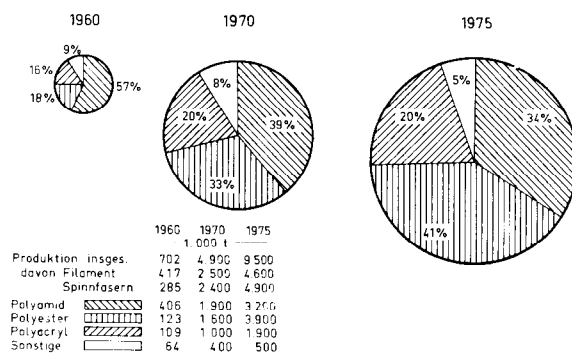 1960 1970 1975
9%
16%
18%
57%
8%
20%
39%
33%
5%
20%
34%
41%
1960 1970 1975
1.000 t
Produktion insges. 702 4.900 9 500
davon Filament 417 2 500 4.600
Spinnfasern 285 2 400 4.900
Polyamid 406 1.900 3.200
Polyester 123 1 600 3.900
Polyacryl 109 1 000 1.900
Sonstige 64 400 500